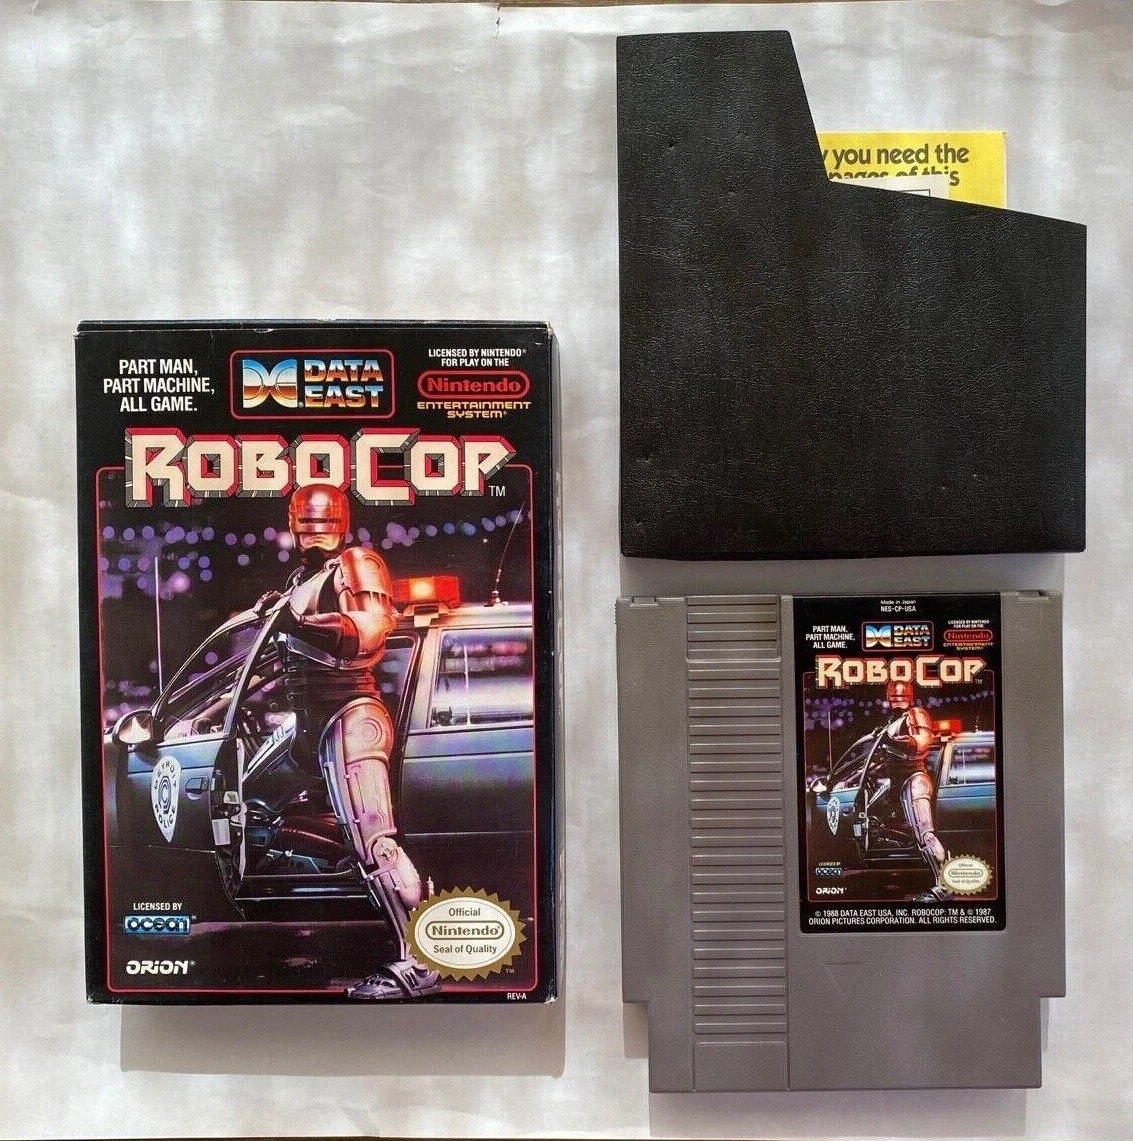 PART MAN,
PART MACHINE,
ALL GAME.
DATA
EAST
LICENSED BY NINTENDO®
FOR PLAY ON THE
Nintendo®
ENTERTAINMENT
SYSTEM®
ROBOCOP
TM
DETROIT
POLICE
LICENSED BY
ocean
ORION®
Official
Nintendo®
Seal of Quality
TM
REV-A
you need the
pages of this
Made in Japan
NES-CP-USA
PART MAN,
PART MACHINE,
ALL GAME.
DATA
EAST
LICENSED BY NINTENDO®
FOR PLAY ON THE
Nintendo®
ENTERTAINMENT
SYSTEM®
ROBOCOP
LICENSED BY
ocean
ORION®
Official
Nintendo
Seal of Quality
© 1988 DATA EAST USA, INC. ROBOCOP: TM & © 1987
ORION PICTURES CORPORATION. ALL RIGHTS RESERVED.